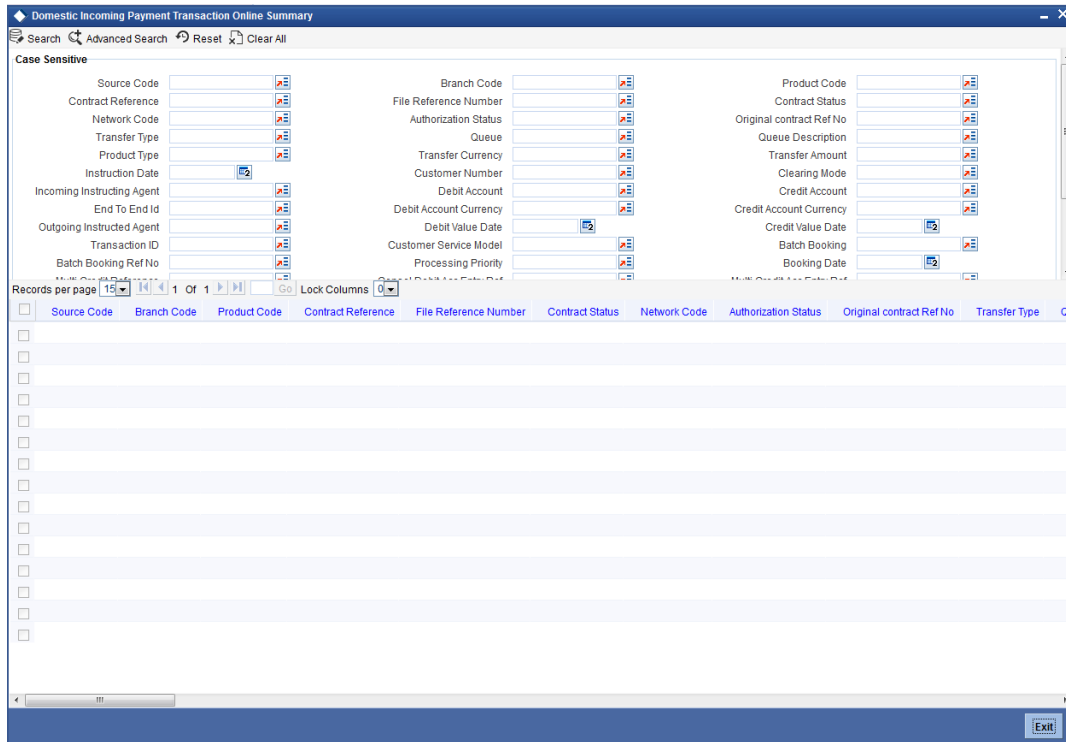 Domestic Incoming Payment Transaction Online Summary
Search Advanced Search Reset Clear All
Case Sensitive
Source Code Branch Code Product Code
Contract Reference File Reference Number Contract Status
Network Code Authorization Status Original contract Ref No
Transfer Type Queue Queue Description
Product Type Transfer Currency Transfer Amount
Instruction Date Customer Number Clearing Mode
Incoming Instructing Agent Debit Account Credit Account
End To End Id Debit Account Currency Credit Account Currency
Outgoing Instructed Agent Debit Value Date Credit Value Date
Transaction ID Customer Service Model Batch Booking
Batch Booking Ref No Processing Priority Booking Date
Records per page 15 1 Of 1 Go Lock Columns 0
Source Code Branch Code Product Code Contract Reference File Reference Number Contract Status Network Code Authorization Status Original contract Ref No Transfer Type
Exit